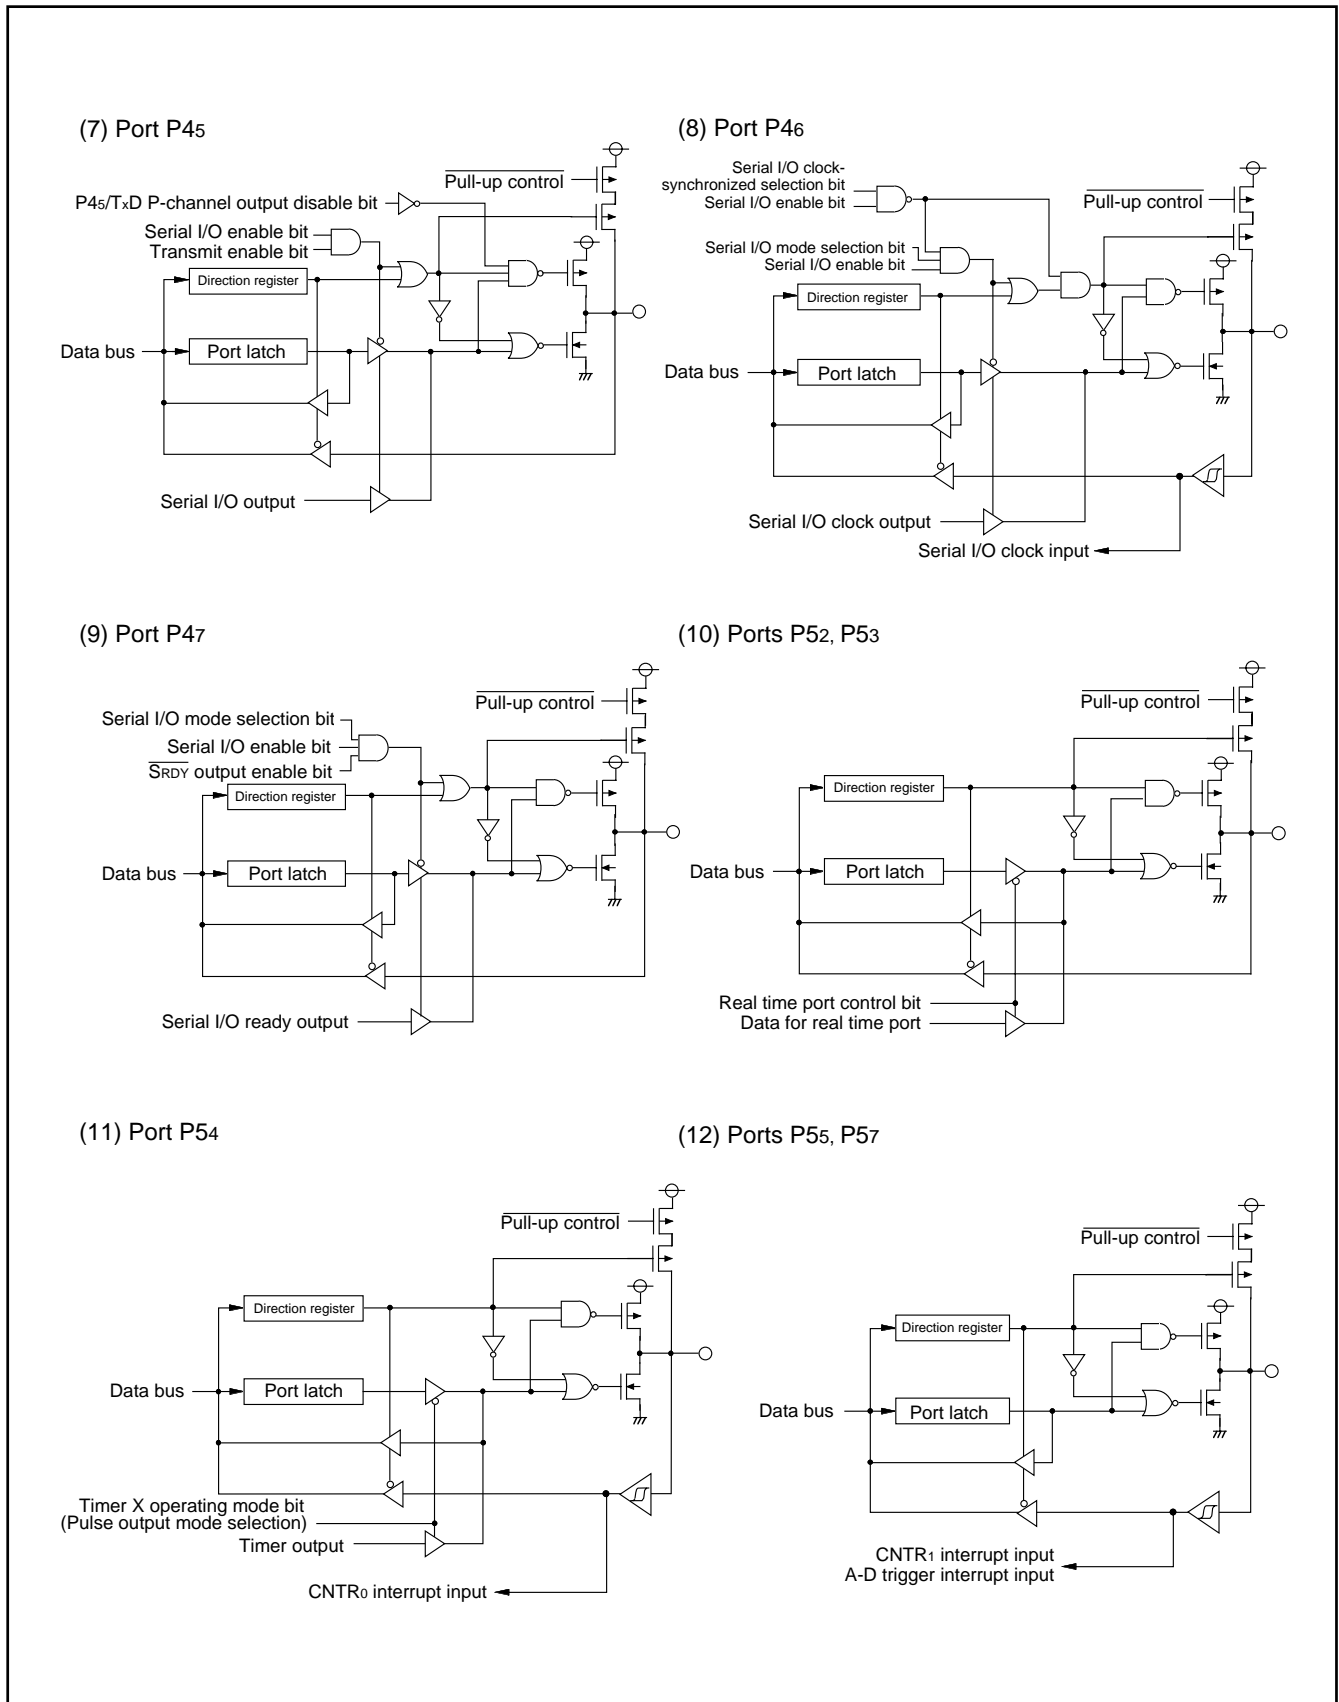 (7) Port P45
Pull-up control
P45/TxD P-channel output disable bit
Serial I/O enable bit
Transmit enable bit
Direction register
Data bus
Port latch
Serial I/O output
(8) Port P46
Serial I/O clock-
synchronized selection bit
Serial I/O enable bit
Pull-up control
Serial I/O mode selection bit
Serial I/O enable bit
Direction register
Data bus
Port latch
Serial I/O clock output
Serial I/O clock input
(9) Port P47
Pull-up control
Serial I/O mode selection bit
Serial I/O enable bit
SRDY output enable bit
Direction register
Data bus
Port latch
Serial I/O ready output
(10) Ports P52, P53
Pull-up control
Direction register
Data bus
Port latch
Real time port control bit
Data for real time port
(11) Port P54
Pull-up control
Direction register
Data bus
Port latch
Timer X operating mode bit
(Pulse output mode selection)
Timer output
CNTR0 interrupt input
(12) Ports P55, P57
Pull-up control
Direction register
Data bus
Port latch
CNTR1 interrupt input
A-D trigger interrupt input